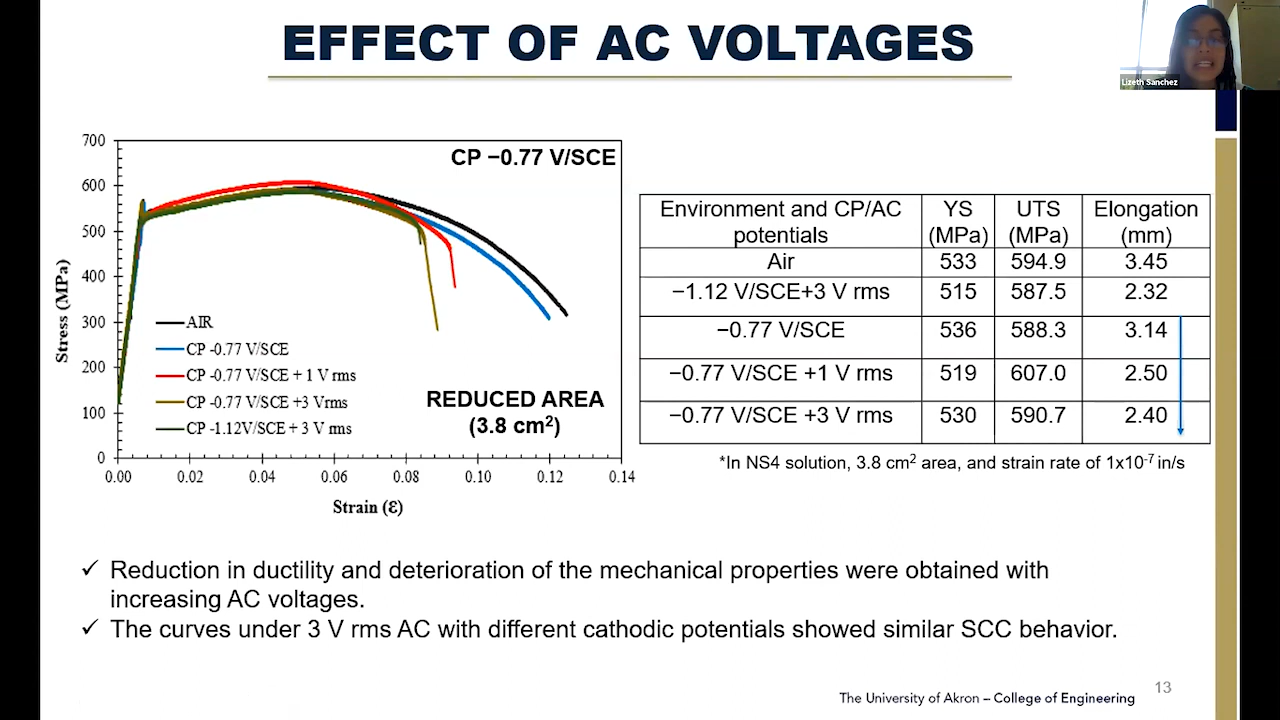 EFFECT OF AC VOLTAGES
Lizeth Sanchez
CP −0.77 V/SCE
700
600
500
400
300
200
100
0
Stress (MPa)
AIR
CP -0.77 V/SCE
CP -0.77 V/SCE + 1 V rms
CP -0.77 V/SCE +3 Vrms
CP -1.12V/SCE + 3 V rms
REDUCED AREA
(3.8 cm²)
0.00 0.02 0.04 0.06 0.08 0.10 0.12 0.14
Strain (Ɛ)
Environment and CP/AC potentials YS (MPa) UTS (MPa) Elongation (mm)
Air 533 594.9 3.45
−1.12 V/SCE+3 V rms 515 587.5 2.32
−0.77 V/SCE 536 588.3 3.14
−0.77 V/SCE +1 V rms 519 607.0 2.50
−0.77 V/SCE +3 V rms 530 590.7 2.40
*In NS4 solution, 3.8 cm² area, and strain rate of 1x10⁻⁷ in/s
✓ Reduction in ductility and deterioration of the mechanical properties were obtained with
increasing AC voltages.
✓ The curves under 3 V rms AC with different cathodic potentials showed similar SCC behavior.
13
The University of Akron – College of Engineering